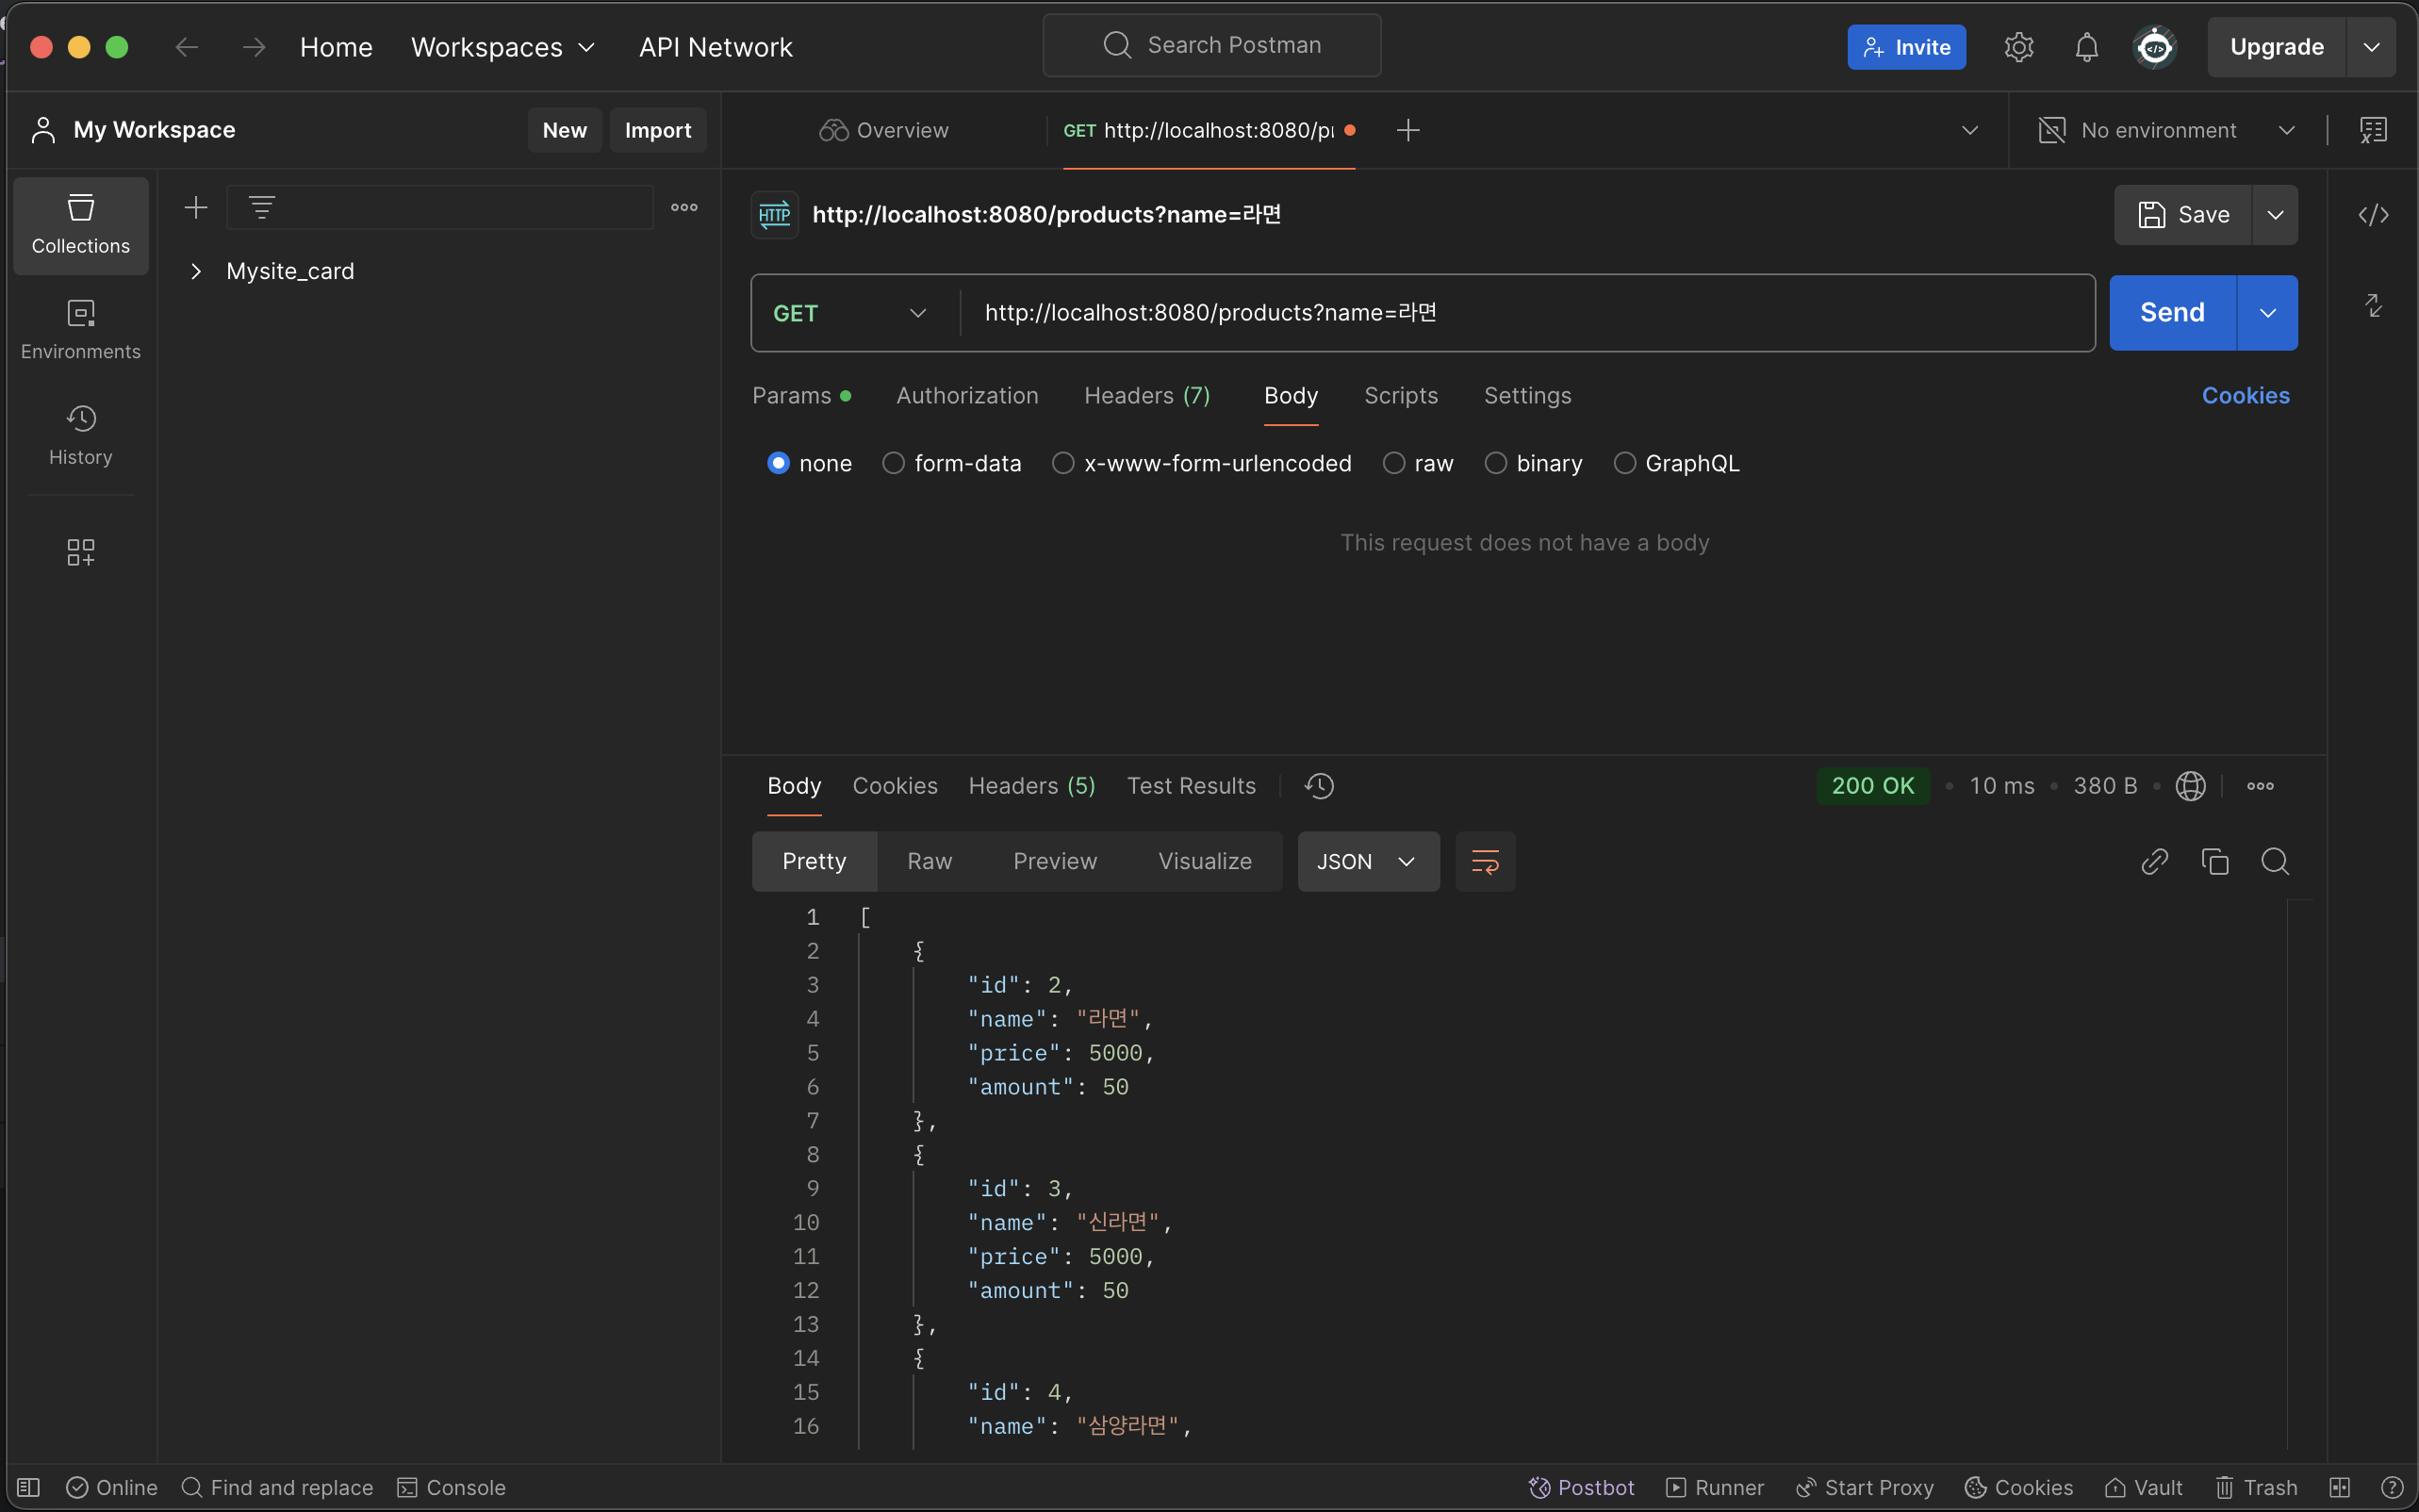 Home Workspaces API Network Search Postman Invite Upgrade
My Workspace New Import Overview GET http://localhost:8080/pr No environment
Collections
Environments
History
Mysite_card
HTTP http://localhost:8080/products?name=라면 Save
GET http://localhost:8080/products?name=라면 Send
Params Authorization Headers (7) Body Scripts Settings Cookies
none form-data x-www-form-urlencoded raw binary GraphQL
This request does not have a body
Body Cookies Headers (5) Test Results 200 OK • 10 ms • 380 B •
Pretty Raw Preview Visualize JSON
1 [
2 {
3 "id": 2,
4 "name": "라면",
5 "price": 5000,
6 "amount": 50
7 },
8 {
9 "id": 3,
10 "name": "신라면",
11 "price": 5000,
12 "amount": 50
13 },
14 {
15 "id": 4,
16 "name": "삼양라면",
Online Find and replace Console Postbot Runner Start Proxy Cookies Vault Trash